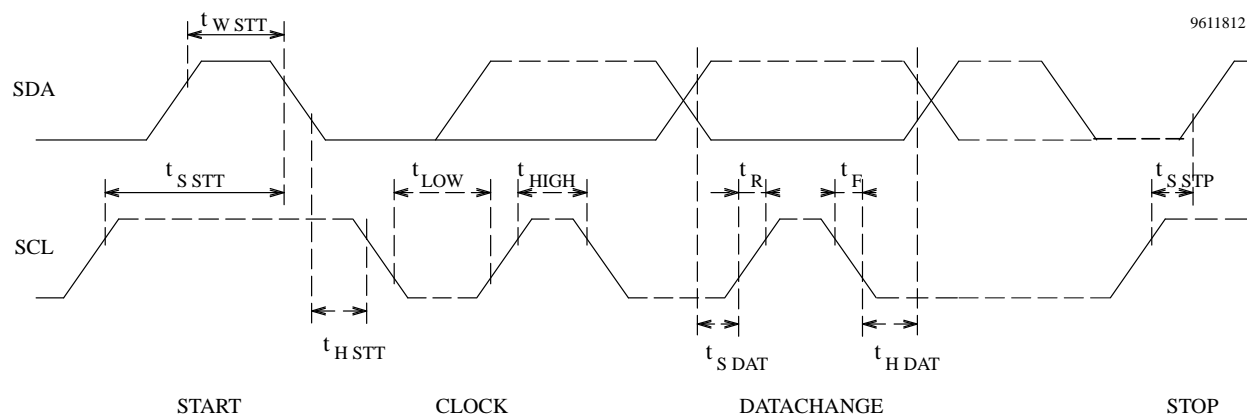 t W STT
9611812
SDA
t S STT
t LOW
t HIGH
t R
t F
t S STP
SCL
t H STT
t S DAT
t H DAT
START
CLOCK
DATACHANGE
STOP